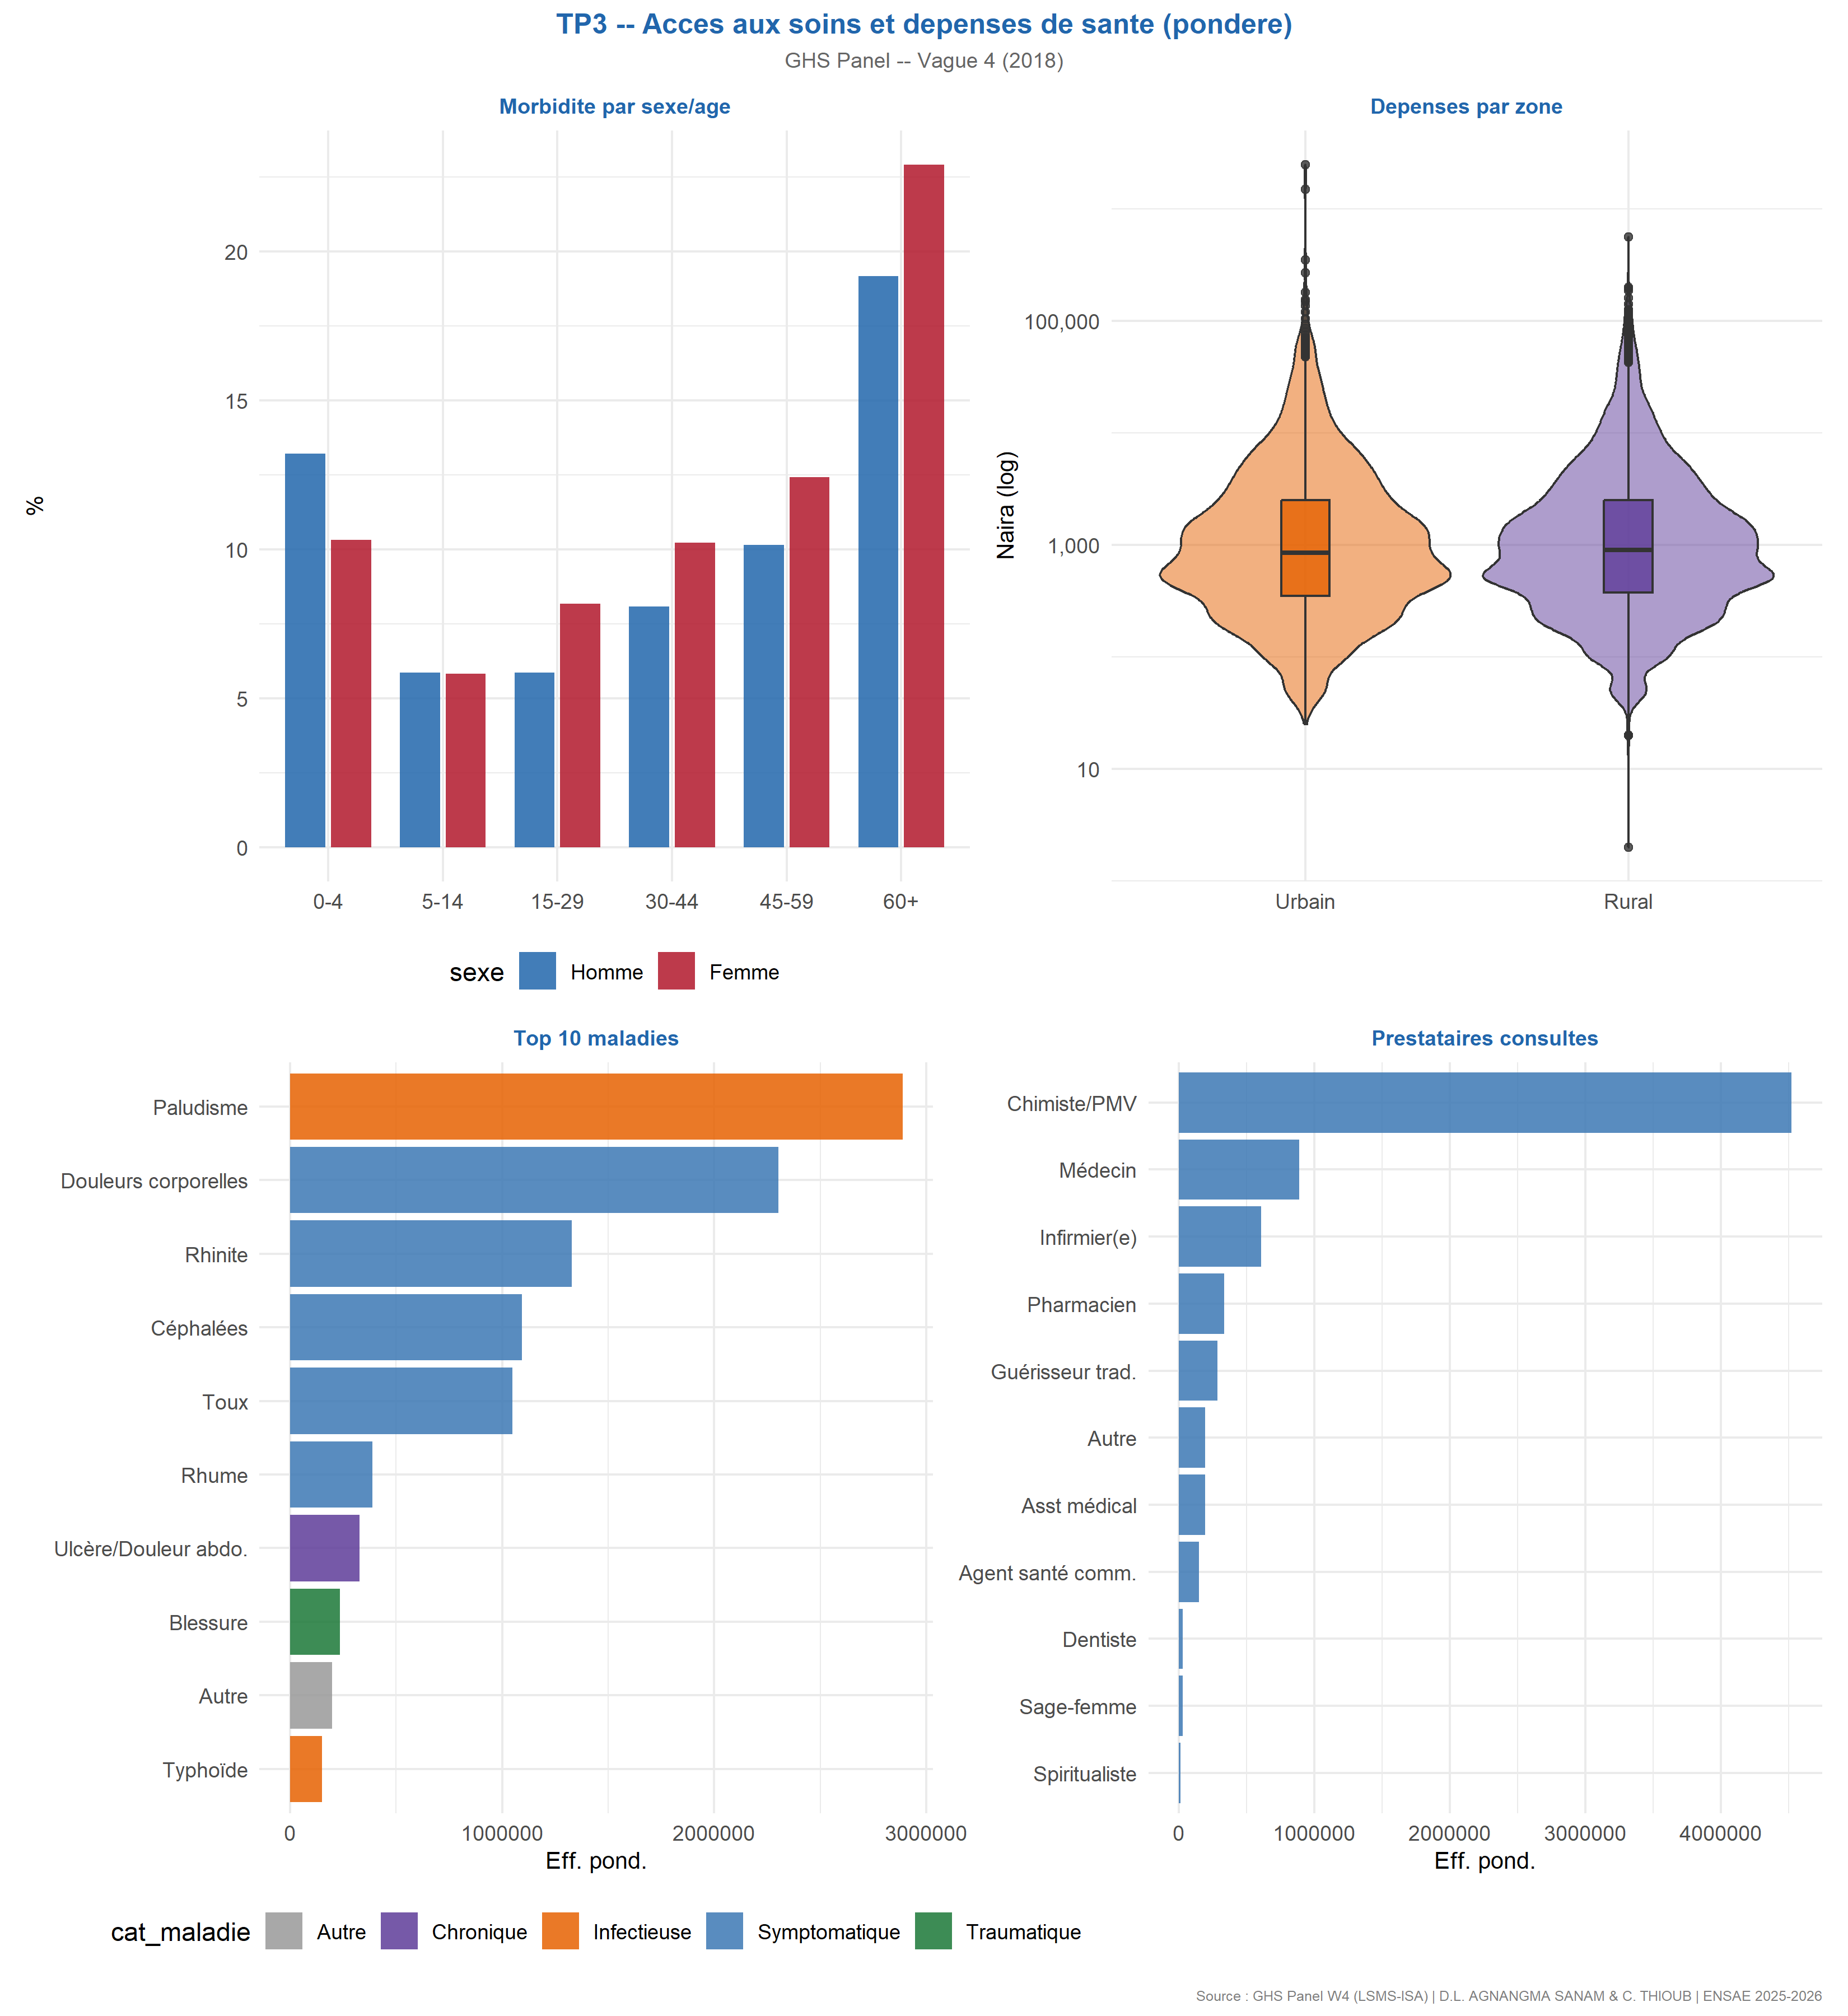 TP3 -- Acces aux soins et depenses de sante (pondere)
GHS Panel -- Vague 4 (2018)
Morbidite par sexe/age
%
20
15
10
5
0
0-4
5-14
15-29
30-44
45-59
60+
sexe
Homme
Femme
Depenses par zone
Naira (log)
100,000
1,000
10
Urbain
Rural
Top 10 maladies
Paludisme
Douleurs corporelles
Rhinite
Céphalées
Toux
Rhume
Ulcère/Douleur abdo.
Blessure
Autre
Typhoïde
0
1000000
2000000
3000000
Eff. pond.
cat_maladie
Autre
Chronique
Infectieuse
Symptomatique
Traumatique
Prestataires consultes
Chimiste/PMV
Médecin
Infirmier(e)
Pharmacien
Guérisseur trad.
Autre
Asst médical
Agent santé comm.
Dentiste
Sage-femme
Spiritualiste
0
1000000
2000000
3000000
4000000
Eff. pond.
Source : GHS Panel W4 (LSMS-ISA) | D.L. AGNANGMA SANAM & C. THIOUB | ENSAE 2025-2026